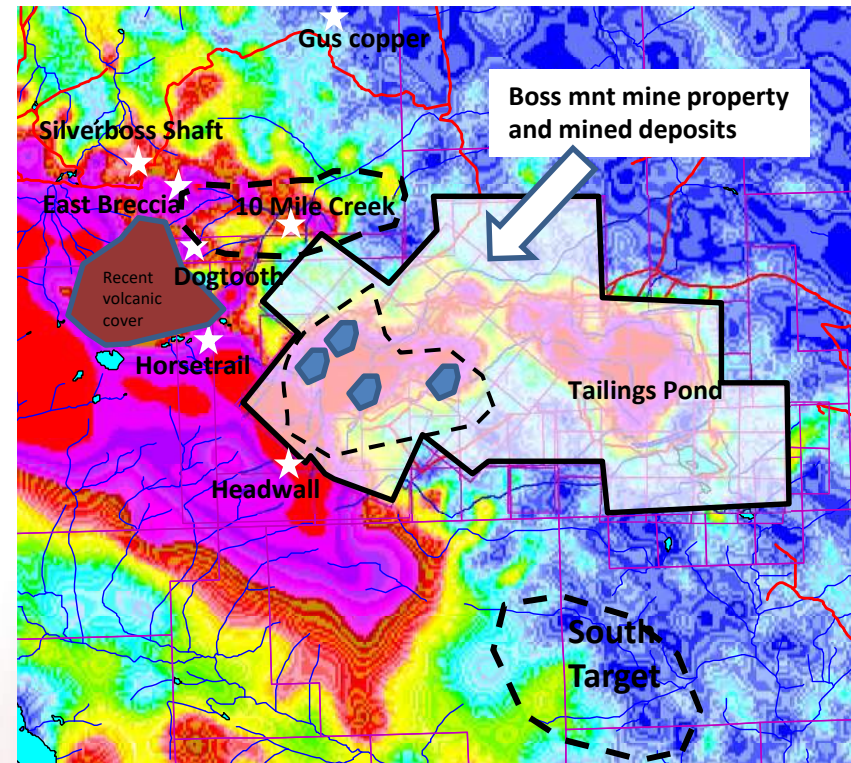 Gus copper
Boss mnt mine property
and mined deposits
Silverboss Shaft
East Breccia
10 Mile Creek
Dogtooth
Recent
volcanic
cover
Horsetrail
Tailings Pond
Headwall
South
Target